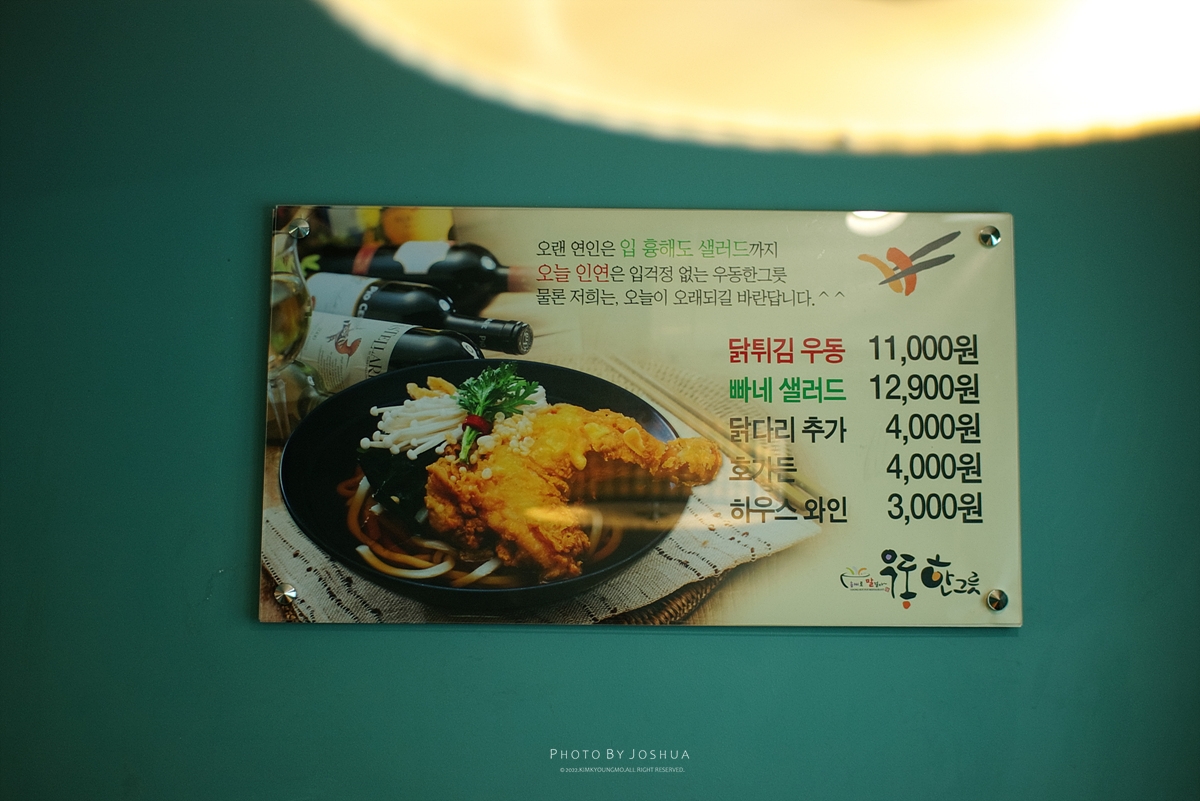 오랜 연인은 입 흉해도 샐러드까지
오늘 인연은 입걱정 없는 우동한그릇
물론 저희는, 오늘이 오래되길 바란답니다.^^
닭튀김 우동 11,000원
빠네 샐러드 12,900원
닭다리 추가 4,000원
호가든 4,000원
하우스 와인 3,000원
우동 한그릇
PHOTO BY JOSHUA
©2022.KIMKYOUNGMO.ALL RIGHT RESERVED.